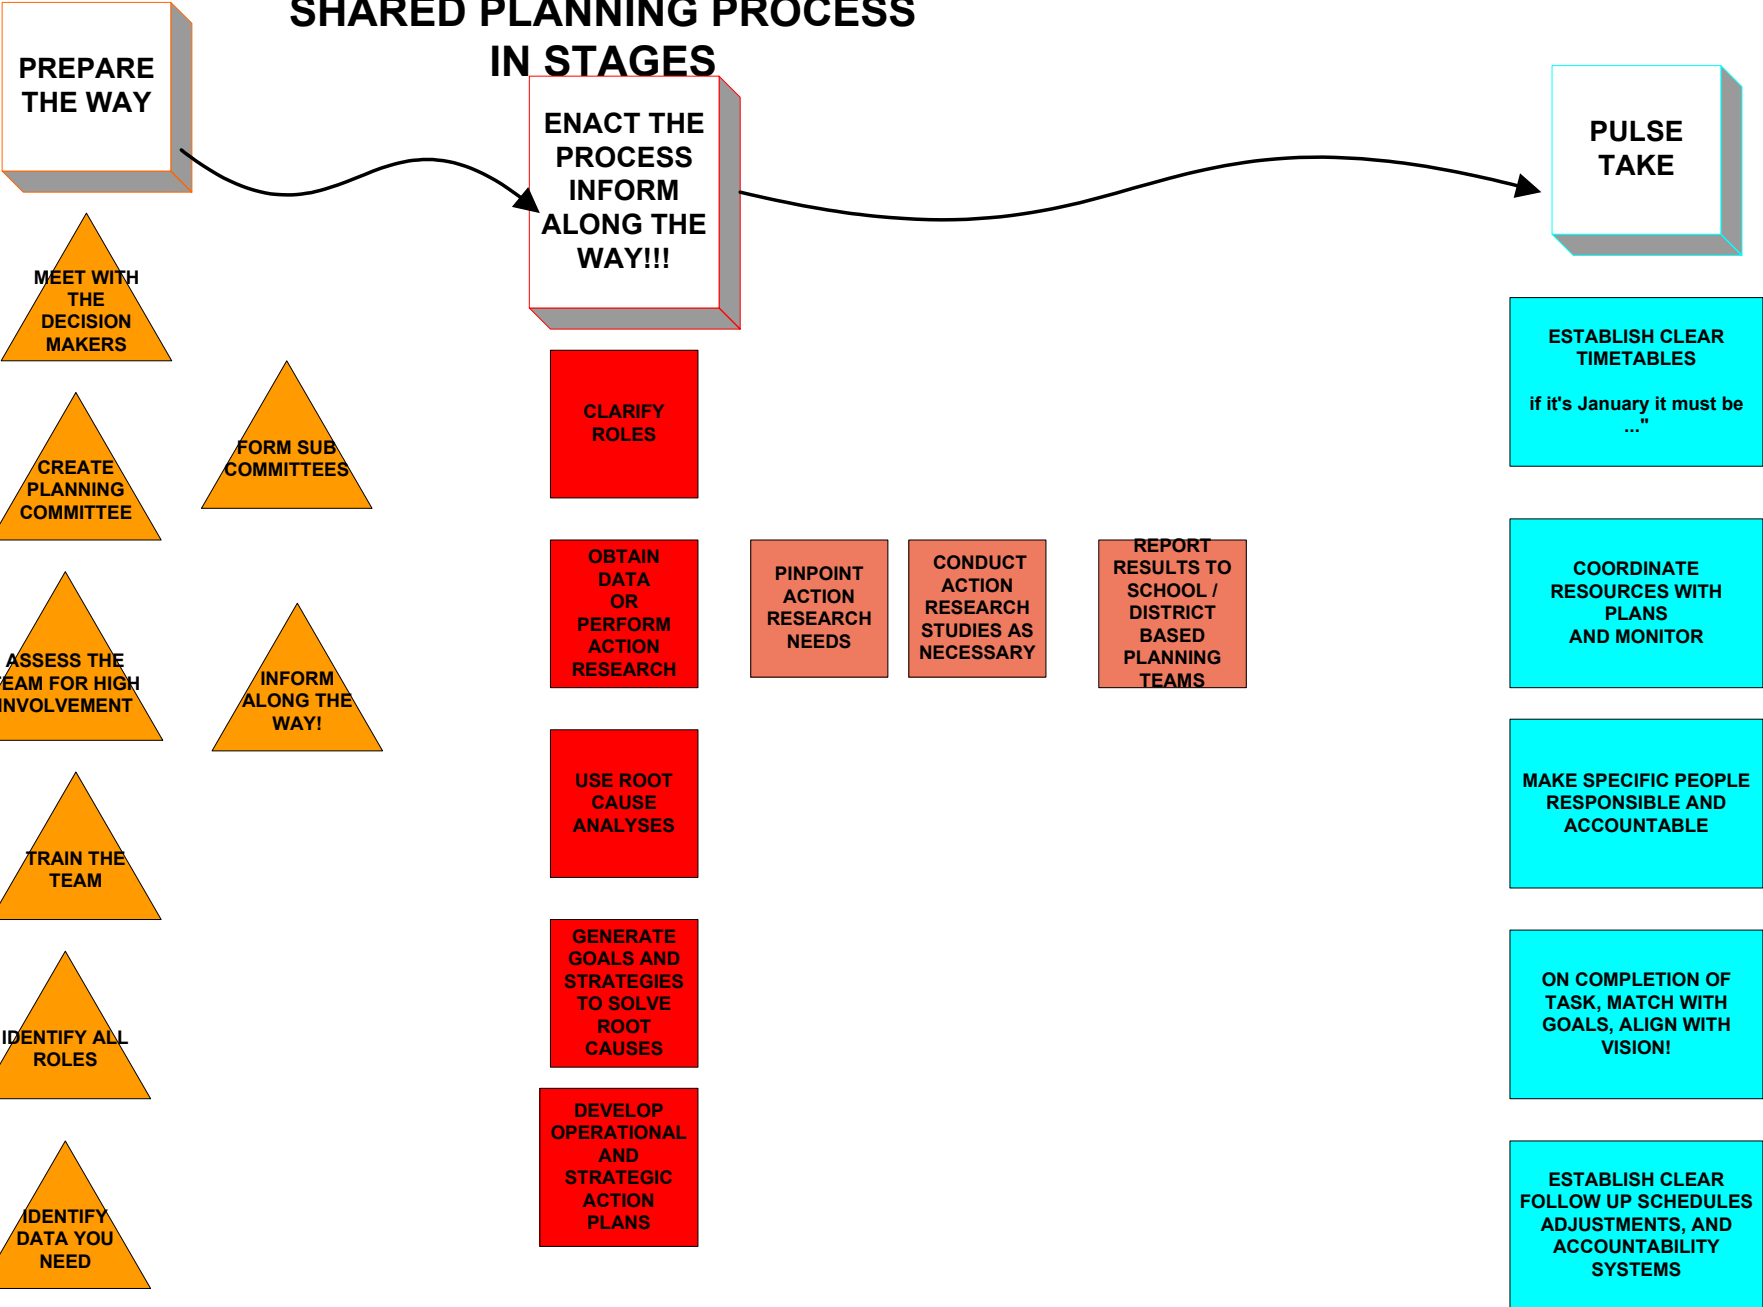 SHARED PLANNING PROCESS
IN STAGES
PREPARE
THE WAY
ENACT THE
PROCESS
INFORM
ALONG THE
WAY!!!
PULSE
TAKE
MEET WITH
THE
DECISION
MAKERS
CREATE
PLANNING
COMMITTEE
ASSESS THE
TEAM FOR HIGH
INVOLVEMENT
TRAIN THE
TEAM
IDENTIFY ALL
ROLES
IDENTIFY
DATA YOU
NEED
FORM SUB
COMMITTEES
INFORM
ALONG THE
WAY!
CLARIFY
ROLES
OBTAIN
DATA
OR
PERFORM
ACTION
RESEARCH
PINPOINT
ACTION
RESEARCH
NEEDS
CONDUCT
ACTION
RESEARCH
STUDIES AS
NECESSARY
REPORT
RESULTS TO
SCHOOL /
DISTRICT
BASED
PLANNING
TEAMS
USE ROOT
CAUSE
ANALYSES
GENERATE
GOALS AND
STRATEGIES
TO SOLVE
ROOT
CAUSES
DEVELOP
OPERATIONAL
AND
STRATEGIC
ACTION
PLANS
ESTABLISH CLEAR
TIMETABLES
if it's January it must be
..."
COORDINATE
RESOURCES WITH
PLANS
AND MONITOR
MAKE SPECIFIC PEOPLE
RESPONSIBLE AND
ACCOUNTABLE
ON COMPLETION OF
TASK, MATCH WITH
GOALS, ALIGN WITH
VISION!
ESTABLISH CLEAR
FOLLOW UP SCHEDULES
ADJUSTMENTS, AND
ACCOUNTABILITY
SYSTEMS